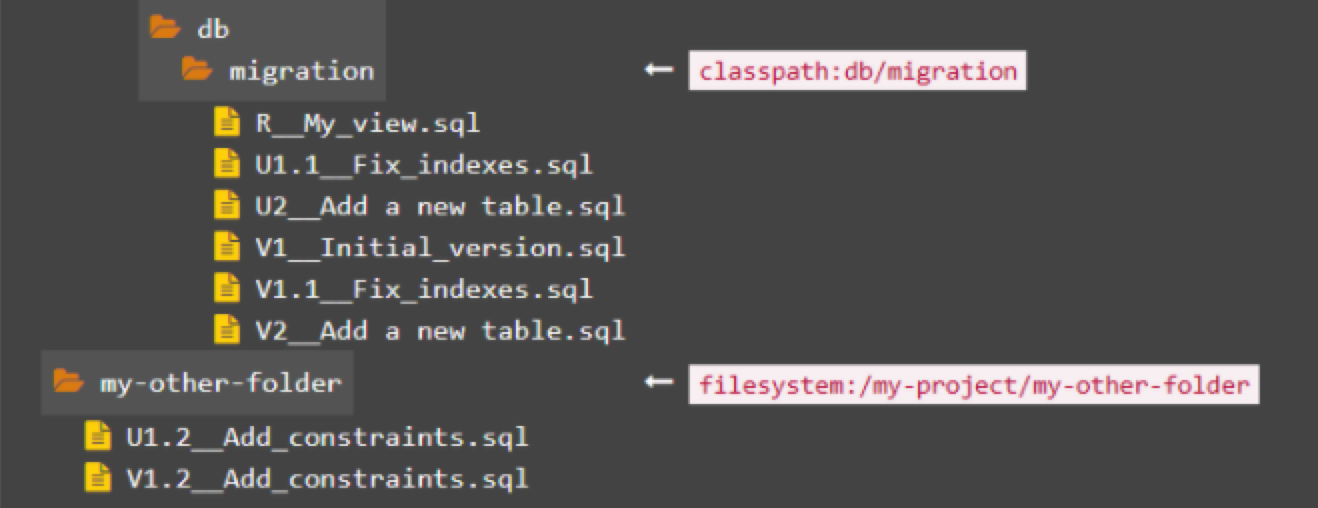 db
migration ← classpath:db/migration
R__My_view.sql
U1.1__Fix_indexes.sql
U2__Add a new table.sql
V1__Initial_version.sql
V1.1__Fix_indexes.sql
V2__Add a new table.sql
my-other-folder ← filesystem:/my-project/my-other-folder
U1.2__Add_constraints.sql
V1.2__Add_constraints.sql